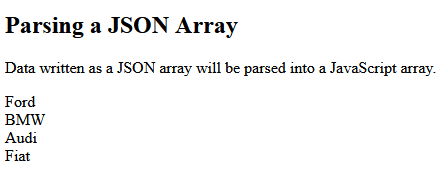 Parsing a JSON Array
Data written as a JSON array will be parsed into a JavaScript array.
Ford
BMW
Audi
Fiat